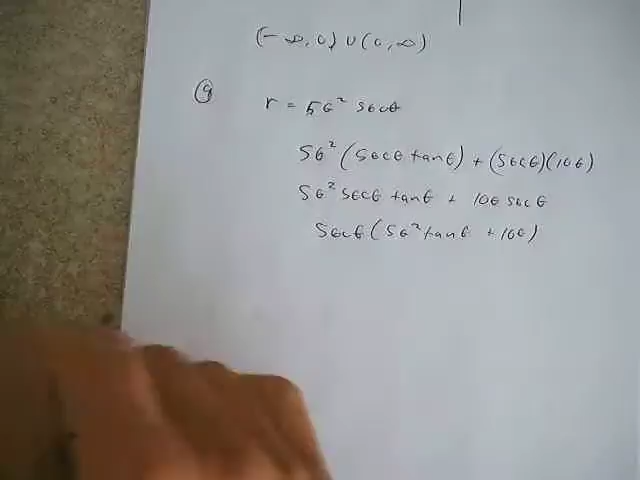 (-∞,0) ∪ (0,∞)
9
r = 5θ² secθ
5θ² (secθ tanθ) + (secθ)(10θ)
5θ² secθ tanθ + 10θ secθ
secθ (5θ² tanθ + 10θ)